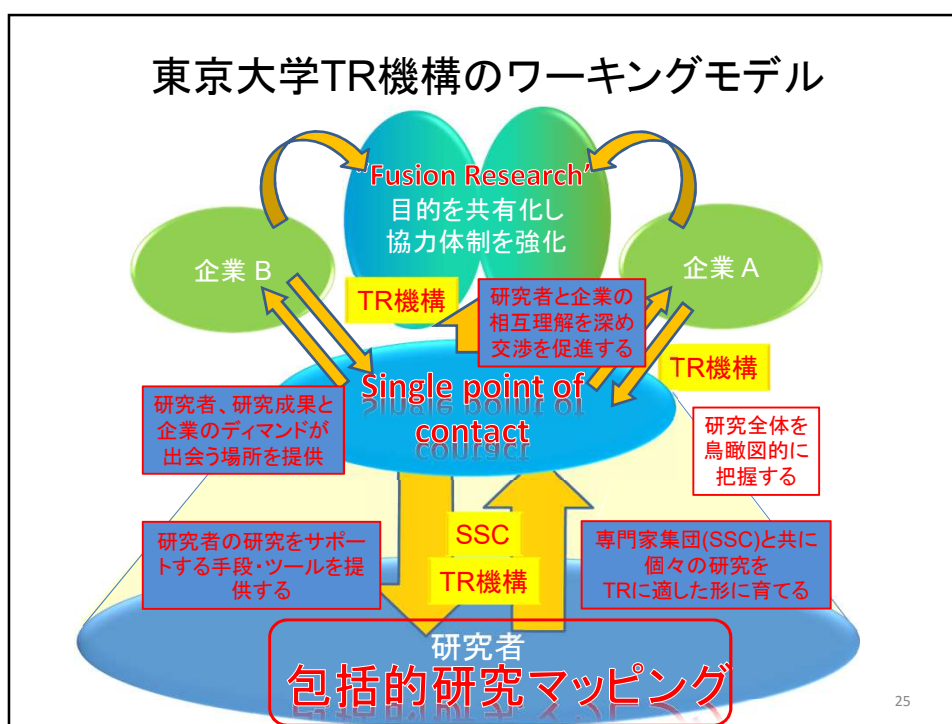 東京大学TR機構のワーキングモデル
"Fusion Research"
目的を共有化し
協力体制を強化
企業 B
企業 A
TR機構
研究者と企業の
相互理解を深め
交渉を促進する
TR機構
Single point of
contact
研究者、研究成果と
企業のディマンドが
出会う場所を提供
研究全体を
鳥瞰図的に
把握する
研究者の研究をサポー
トする手段・ツールを提
供する
SSC
TR機構
専門家集団(SSC)と共に
個々の研究を
TRに適した形に育てる
研究者
包括的研究マッピング
25